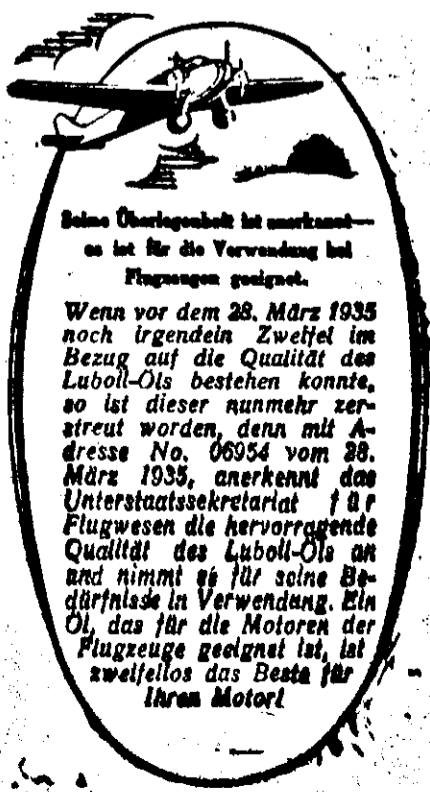 Seine Überlegenheit ist anerkannt—
es ist für die Verwendung bei
Flugzeugen geeignet.
Wenn vor dem 28. März 1935
noch irgendein Zweifel im
Bezug auf die Qualität des
Luboil-Öls bestehen konnte,
so ist dieser nunmehr zer-
streut worden, denn mit A-
dresse No. 06954 vom 28.
März 1935, anerkennt das
Unterstaatssekretariat für
Flugwesen die hervorragende
Qualität des Luboil-Öls an
und nimmt es für seine Be-
dürfnisse in Verwendung. Ein
Öl, das für die Motoren der
Flugzeuge geeignet ist, ist
zweifellos das Beste für
Ihren Motor!